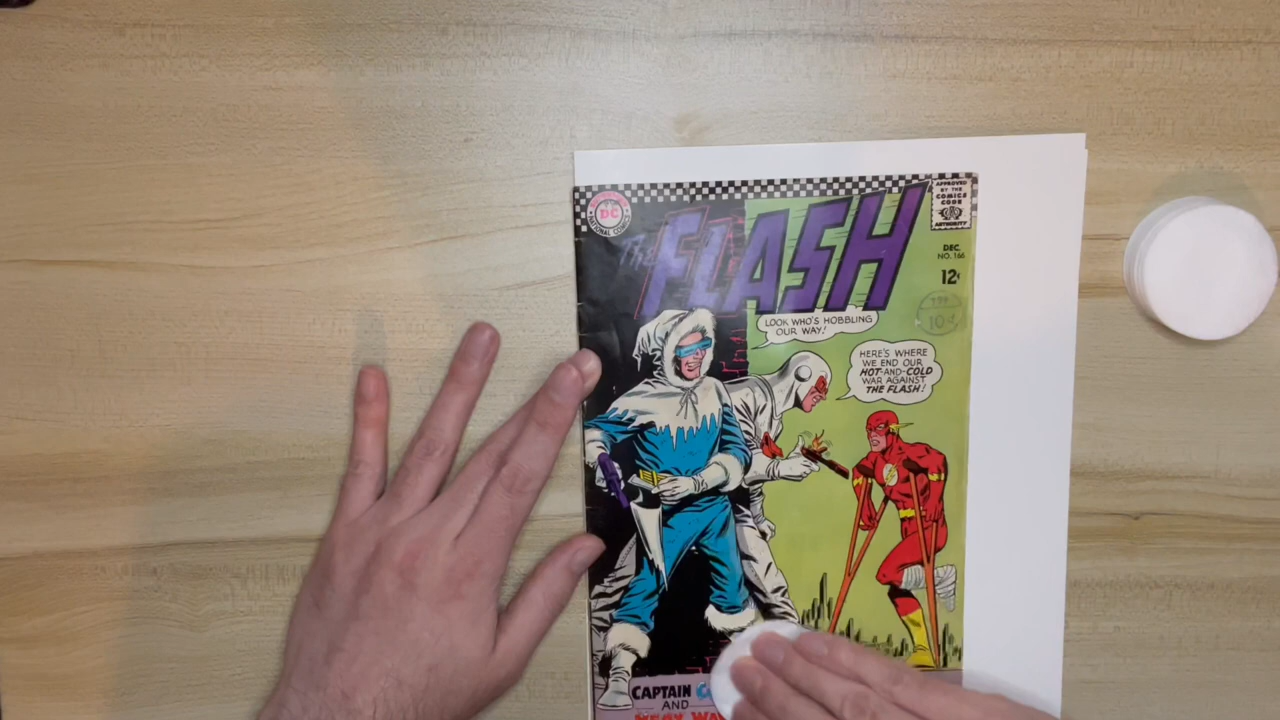 DC
NATIONAL COMICS
APPROVED
BY THE
COMICS
CODE
AUTHORITY
The FLASH
DEC.
NO. 166
12¢
10¢
LOOK WHO'S HOBBLING
OUR WAY!
HERE'S WHERE
WE END OUR
HOT-AND-COLD
WAR AGAINST
THE FLASH!
CAPTAIN
AND